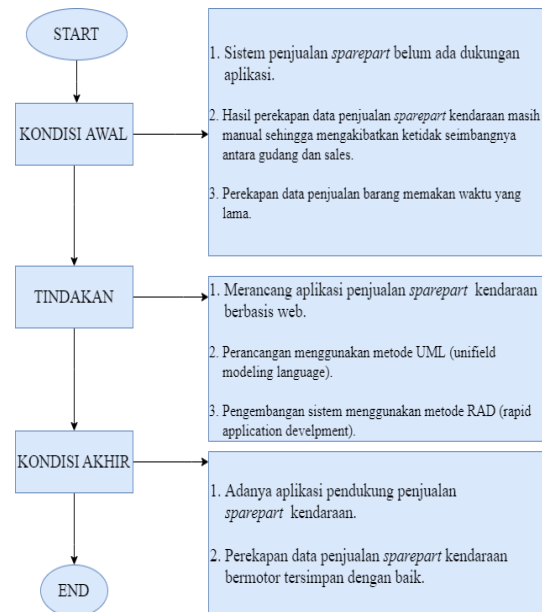 START
KONDISI AWAL
1. Sistem penjualan sparepart belum ada dukungan
aplikasi.
2. Hasil perekapan data penjualan sparepart kendaraan masih
manual sehingga mengakibatkan ketidak seimbangnya
antara gudang dan sales.
3. Perekapan data penjualan barang memakan waktu yang
lama.
TINDAKAN
1. Merancang aplikasi penjualan sparepart kendaraan
berbasis web.
2. Perancangan menggunakan metode UML (unifield
modeling language).
3. Pengembangan sistem menggunakan metode RAD (rapid
application develpment).
KONDISI AKHIR
1. Adanya aplikasi pendukung penjualan
sparepart kendaraan.
2. Perekapan data penjualan sparepart kendaraan
bermotor tersimpan dengan baik.
END